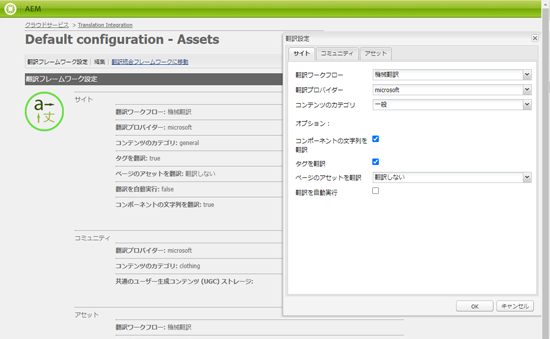 AEM
クラウドサービス > Translation Integration
Default configuration - Assets
翻訳フレームワーク設定 | 編集 | 翻訳統合フレームワークに移動
翻訳フレームワーク設定
a
サイト
翻訳ワークフロー: 機械翻訳
翻訳プロバイダー: microsoft
コンテンツのカテゴリ: general
タグを翻訳: true
ページのアセットを翻訳: 翻訳しない
翻訳を自動実行: false
コンポーネントの文字列を翻訳: true
コミュニティ
翻訳プロバイダー: microsoft
コンテンツのカテゴリ: clothing
共通のユーザー生成コンテンツ (UGC) ストレージ:
アセット
翻訳ワークフロー: 機械翻訳
翻訳設定
サイト コミュニティ アセット
翻訳ワークフロー 機械翻訳
翻訳プロバイダー microsoft
コンテンツのカテゴリ 一般
オプション :
コンポーネントの文字列を
翻訳
タグを翻訳
ページのアセットを翻訳 翻訳しない
翻訳を自動実行
OK キャンセル